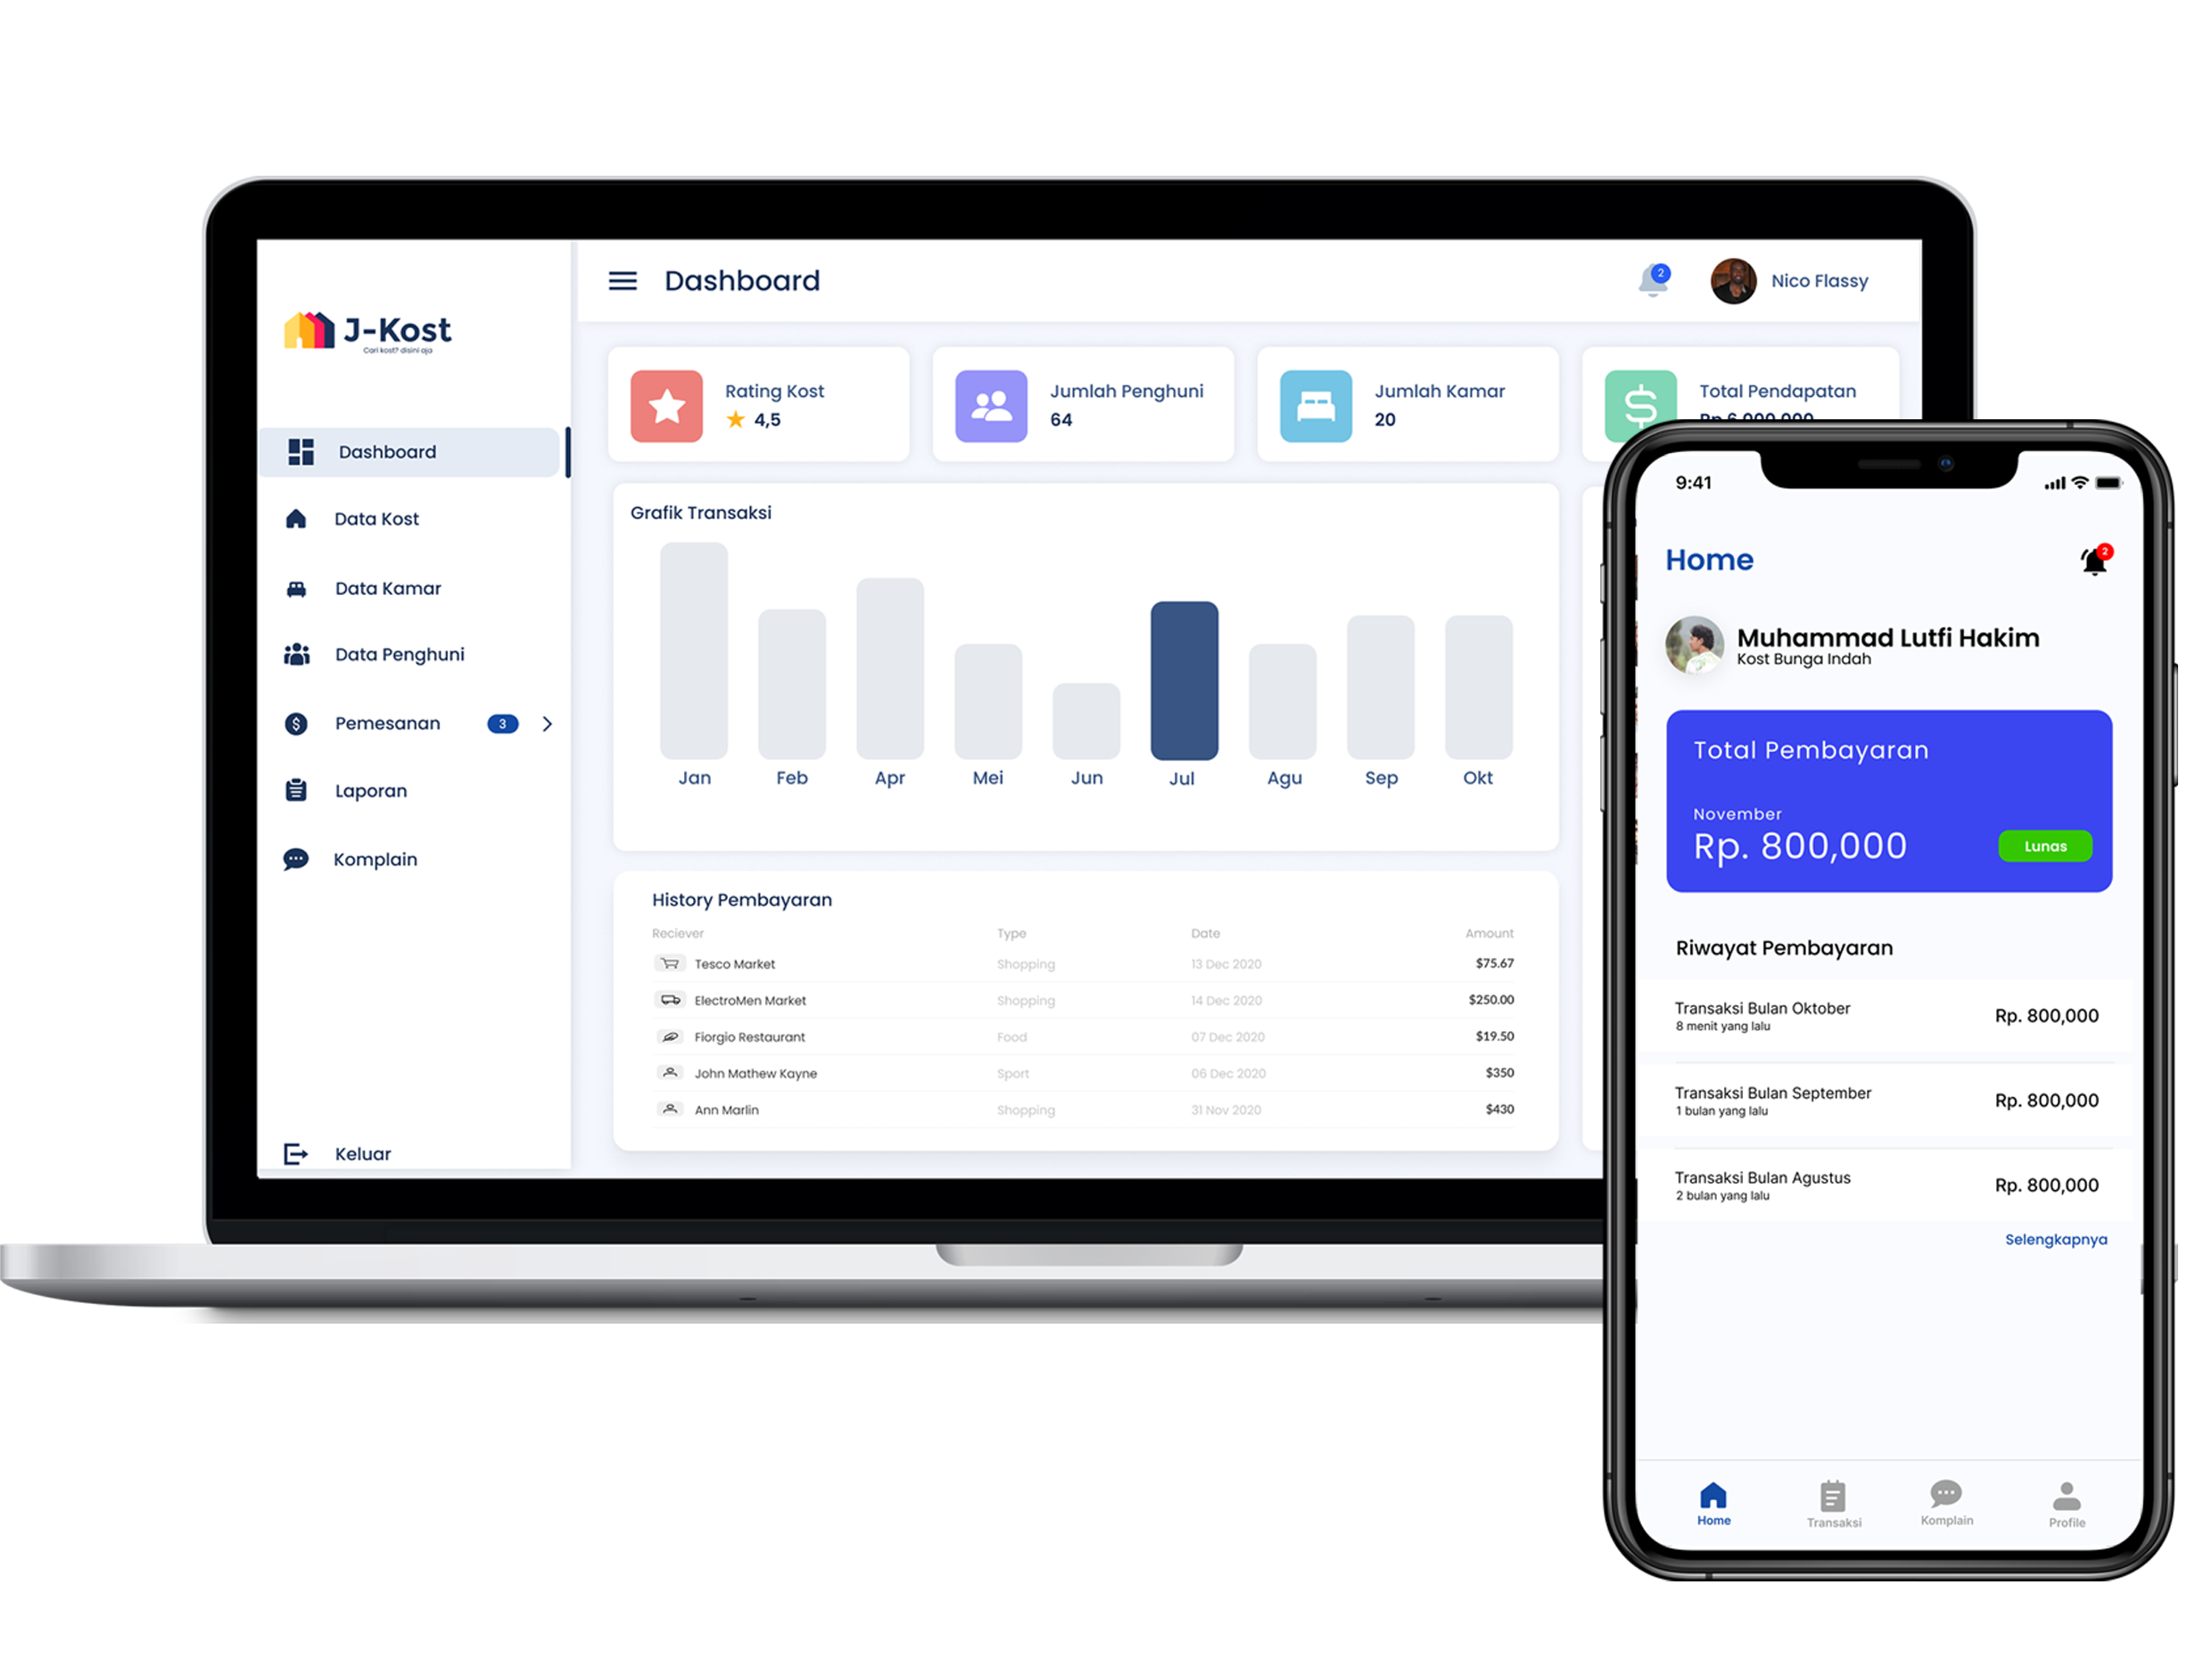 J-Kost
Cari kost? disini aja
Dashboard
Data Kost
Data Kamar
Data Penghuni
Pemesanan 3
Laporan
Komplain
Keluar
Dashboard
2
Nico Flassy
Rating Kost
4,5
Jumlah Penghuni
64
Jumlah Kamar
20
Total Pendapatan
Rp 6.000.000
Grafik Transaksi
Jan Feb Apr Mei Jun Jul Agu Sep Okt
History Pembayaran
Reciever Type Date Amount
Tesco Market Shopping 13 Dec 2020 $75.67
ElectroMen Market Shopping 14 Dec 2020 $250.00
Fiorgio Restaurant Food 07 Dec 2020 $19.50
John Mathew Kayne Sport 06 Dec 2020 $350
Ann Marlin Shopping 31 Nov 2020 $430
9:41
Home
2
Muhammad Lutfi Hakim
Kost Bunga Indah
Total Pembayaran
November
Rp. 800,000
Lunas
Riwayat Pembayaran
Transaksi Bulan Oktober
8 menit yang lalu
Rp. 800,000
Transaksi Bulan September
1 bulan yang lalu
Rp. 800,000
Transaksi Bulan Agustus
2 bulan yang lalu
Rp. 800,000
Selengkapnya
Home Transaksi Komplain Profile